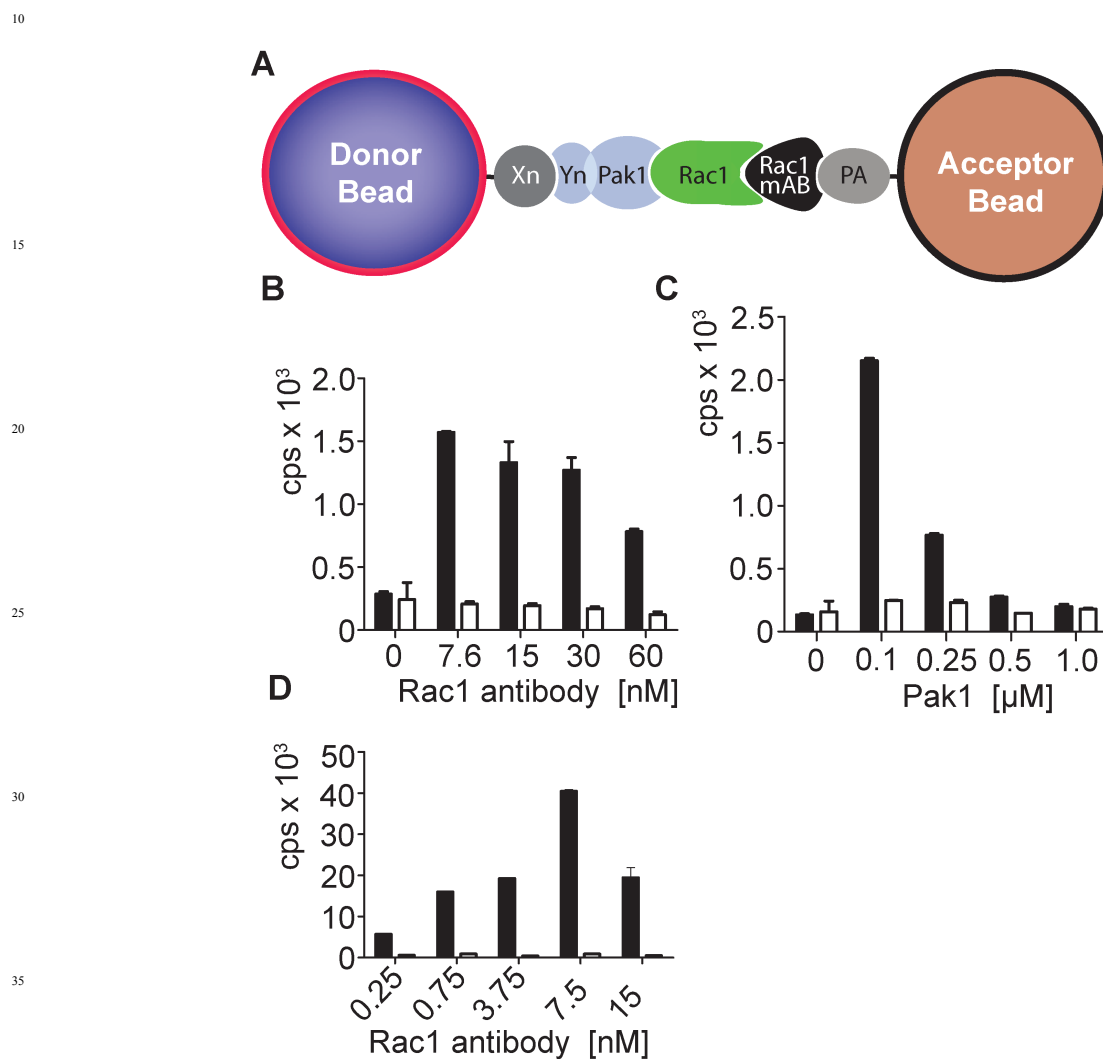 10
A
Donor
Bead
Xn
Yn
Pak1
Rac1
Rac1
mAB
PA
Acceptor
Bead
15
B
cps x 10³
2.0
1.5
1.0
0.5
0
0 7.6 15 30 60
Rac1 antibody [nM]
C
cps x 10³
2.5
2.0
1.5
1.0
0.5
0
0 0.1 0.25 0.5 1.0
Pak1 [µM]
20
25
D
cps x 10³
50
40
30
20
10
0
0.25 0.75 3.75 7.5 15
Rac1 antibody [nM]
30
35